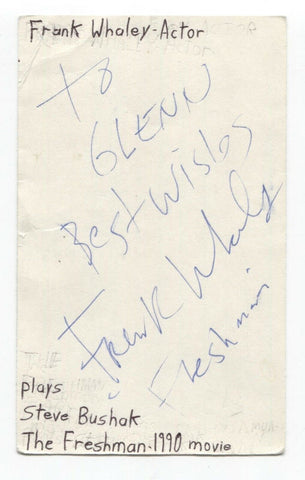 Frank Whaley-Actor
To
GLENN
Best wishes
Frank Whaley
Freshman
plays
Steve Bushak
The Freshman-1990 movie